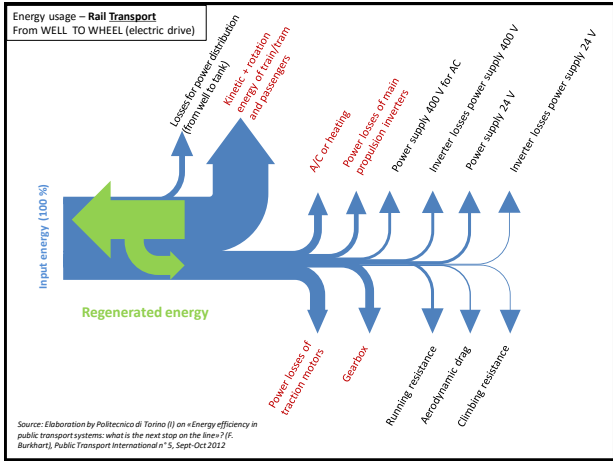 Energy usage – Rail Transport
From WELL TO WHEEL (electric drive)
Losses for power distribution
(from well to tank)
Kinetic + rotation
energy of train/tram
and passengers
A/C or heating
Power losses of main
propulsion inverters
Power supply 400 V for AC
Inverter losses power supply 400 V
Power supply 24 V
Inverter losses power supply 24 V
Input energy (100 %)
Regenerated energy
Power losses of
traction motors
Gearbox
Running resistance
Aerodynamic drag
Climbing resistance
Source: Elaboration by Politecnico di Torino (I) on «Energy efficiency in
public transport systems: what is the next stop on the line»? (F.
Burkhart), Public Transport International n° 5, Sept-Oct 2012